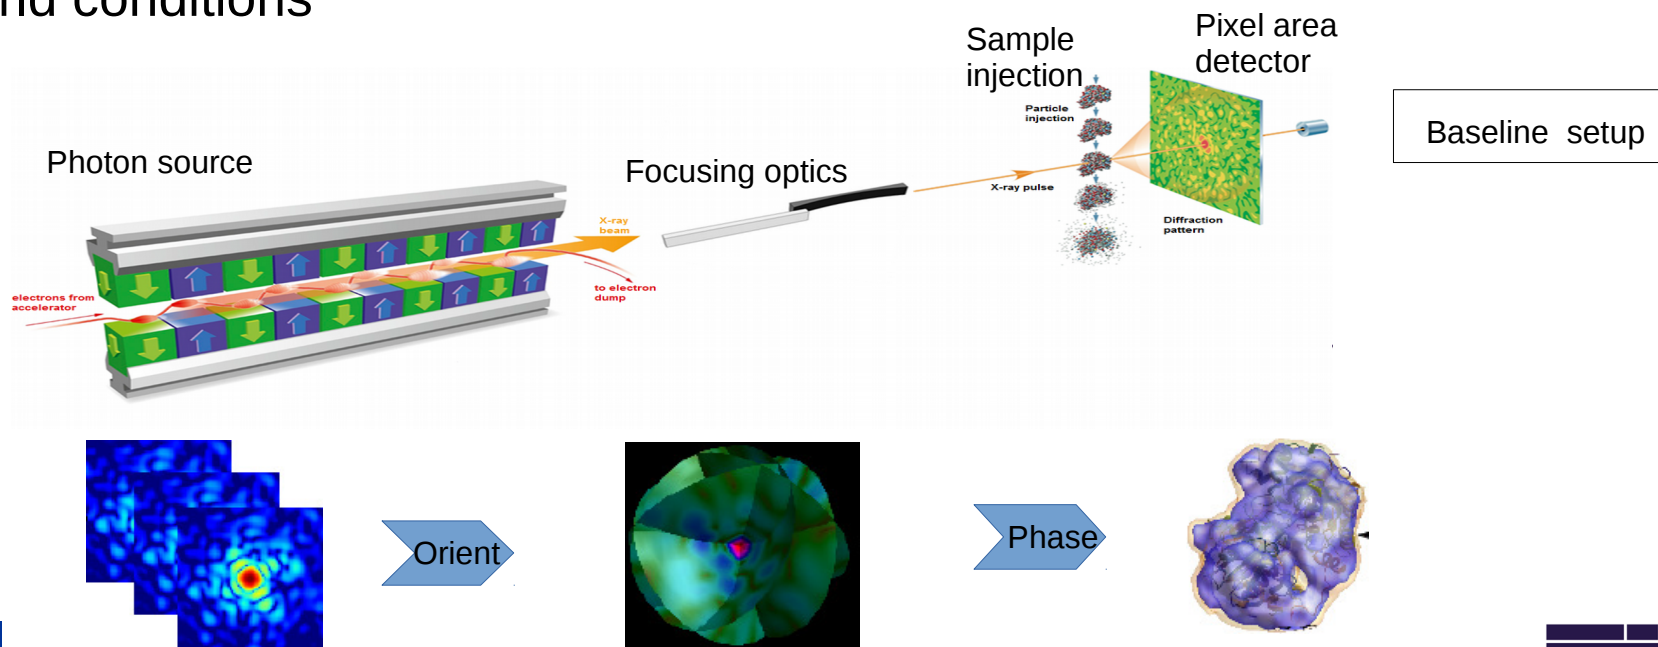 nd conditions
Sample
injection
Pixel area
detector
Particle
injection
Baseline setup
Photon source
Focusing optics
X-ray pulse
Diffraction
pattern
X-ray
beam
to electron
dump
electrons from
accelerator
Orient
Phase